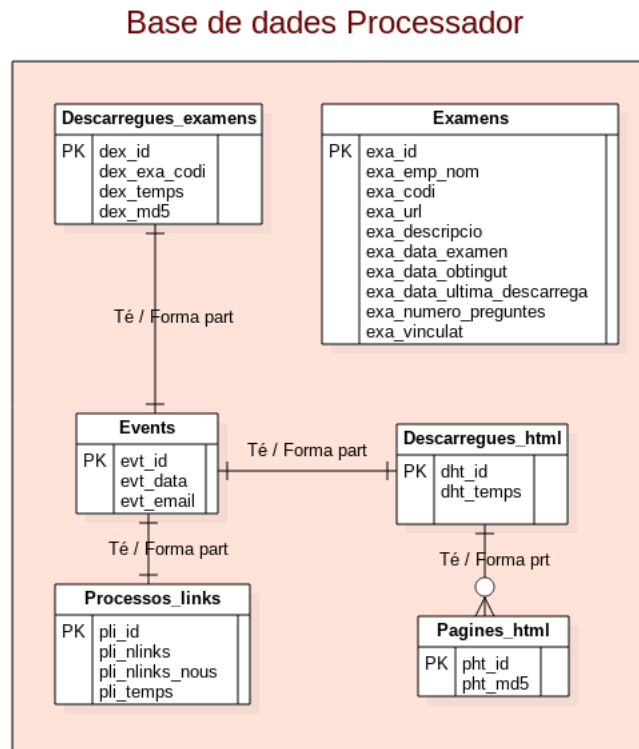 Base de dades Processador
Descarregues_examens
PK dex_id
dex_exa_codi
dex_temps
dex_md5
Examens
PK exa_id
exa_emp_nom
exa_codi
exa_url
exa_descripcio
exa_data_examen
exa_data_obtingut
exa_data_ultima_descarrega
exa_numero_preguntes
exa_vinculat
Té / Forma part
Events
PK evt_id
evt_data
evt_email
Té / Forma part
Descarregues_html
PK dht_id
dht_temps
Té / Forma part
Té / Forma prt
Processos_links
PK pli_id
pli_nlinks
pli_nlinks_nous
pli_temps
Pagines_html
PK pht_id
pht_md5